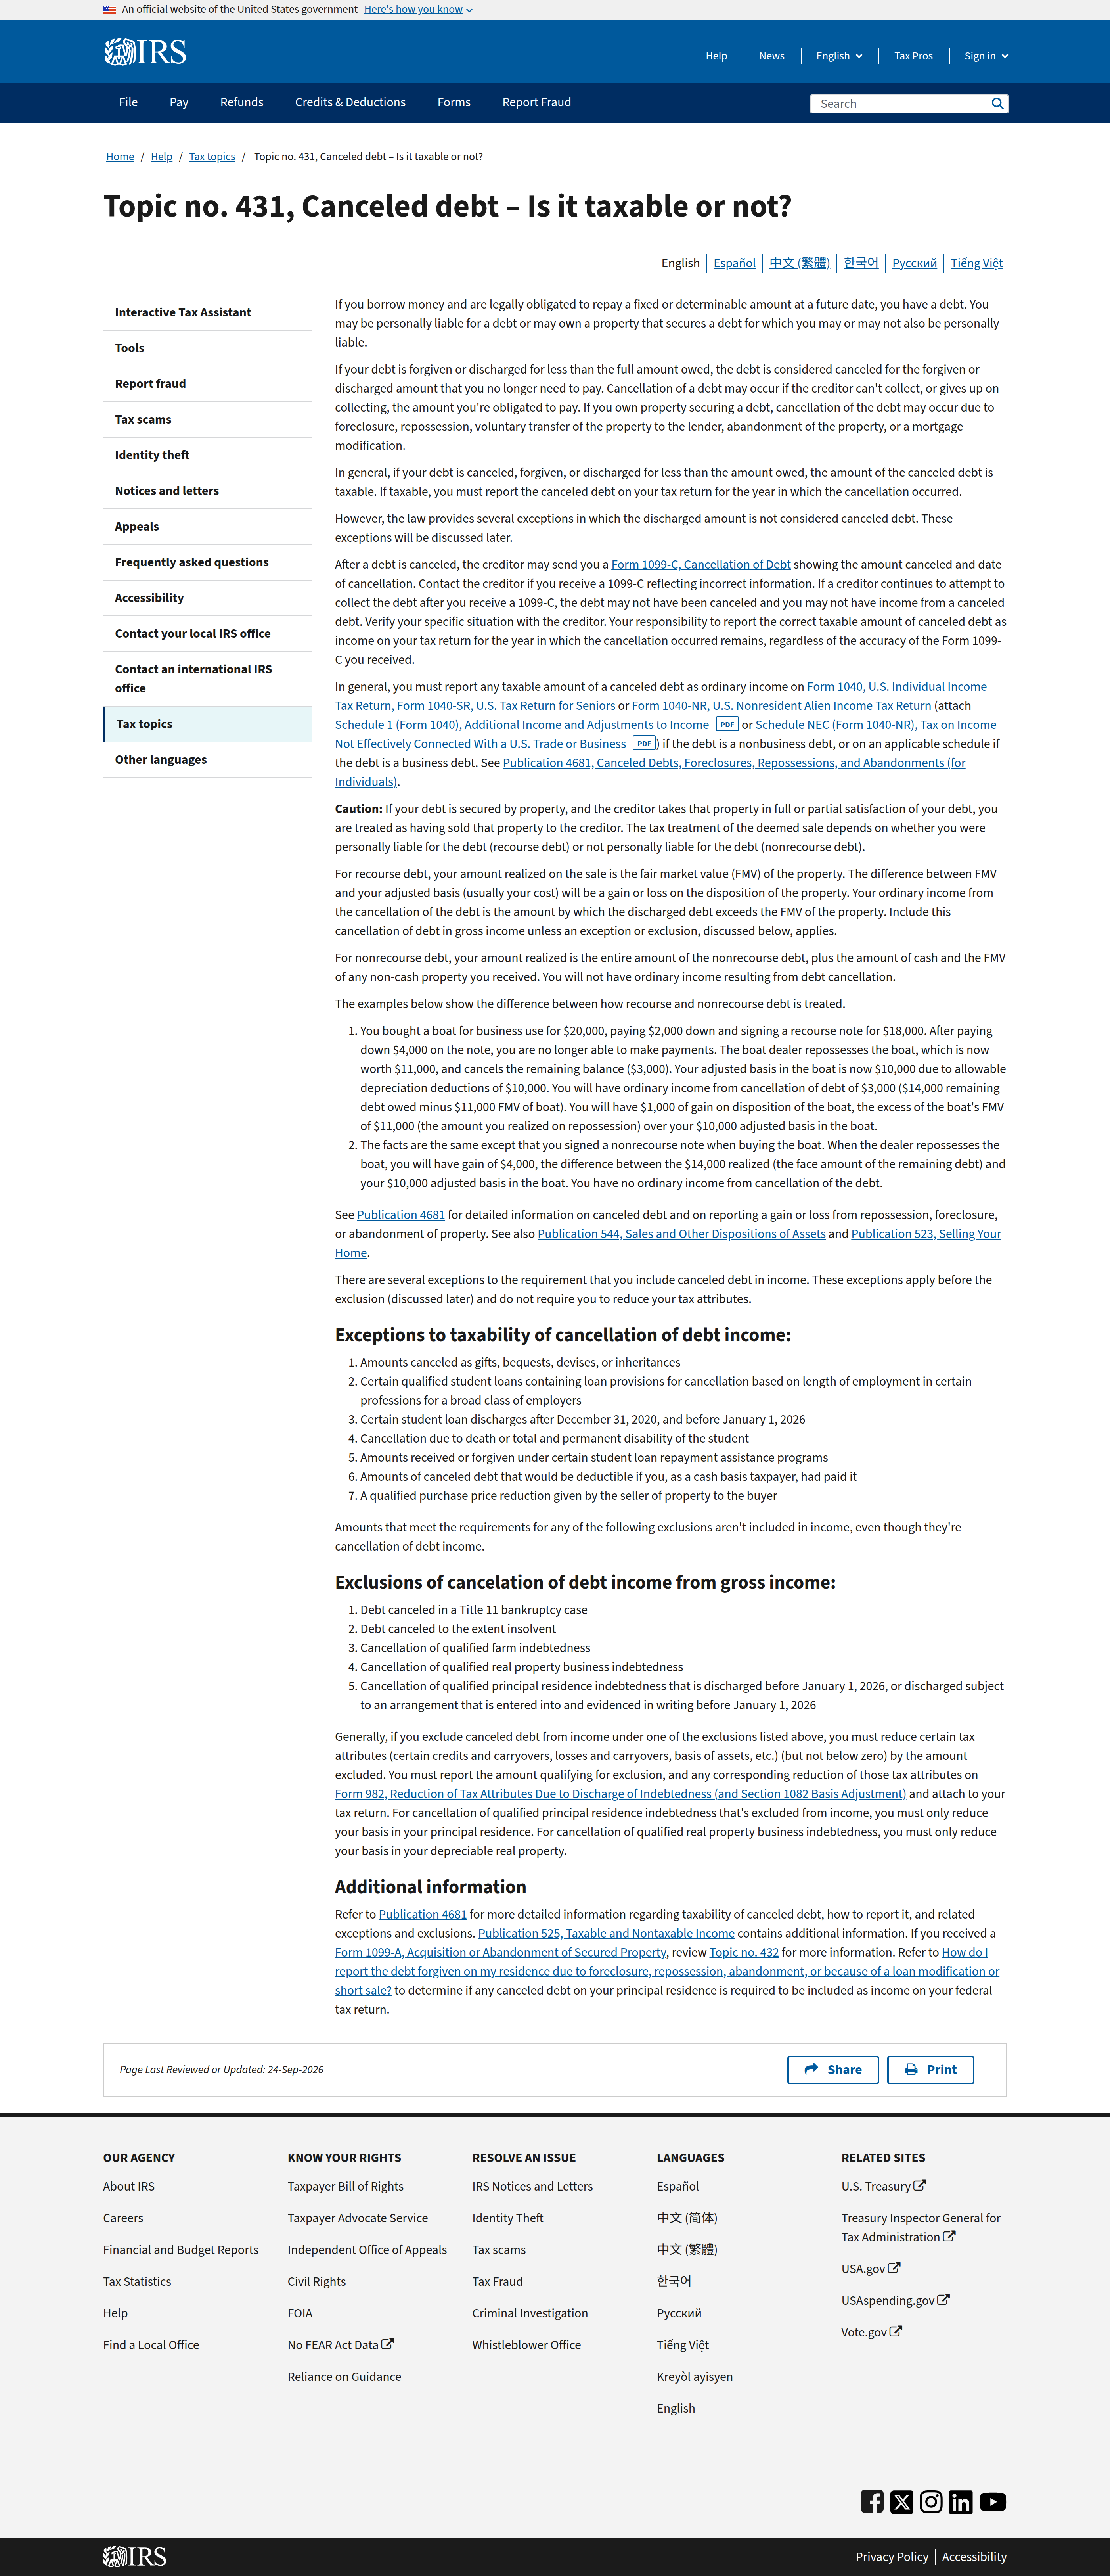 An official website of the United States government Here's how you know
IRS
Help
News
English
Tax Pros
Sign in
File
Pay
Refunds
Credits & Deductions
Forms
Report Fraud
Search
Home / Help / Tax topics / Topic no. 431, Canceled debt – Is it taxable or not?
Topic no. 431, Canceled debt – Is it taxable or not?
English
Español
中文 (繁體)
한국어
Русский
Tiếng Việt
Interactive Tax Assistant
Tools
Report fraud
Tax scams
Identity theft
Notices and letters
Appeals
Frequently asked questions
Accessibility
Contact your local IRS office
Contact an international IRS
office
Tax topics
Other languages
If you borrow money and are legally obligated to repay a fixed or determinable amount at a future date, you have a debt. You
may be personally liable for a debt or may own a property that secures a debt for which you may or may not also be personally
liable.
If your debt is forgiven or discharged for less than the full amount owed, the debt is considered canceled for the forgiven or
discharged amount that you no longer need to pay. Cancellation of a debt may occur if the creditor can't collect, or gives up on
collecting, the amount you're obligated to pay. If you own property securing a debt, cancellation of the debt may occur due to
foreclosure, repossession, voluntary transfer of the property to the lender, abandonment of the property, or a mortgage
modification.
In general, if your debt is canceled, forgiven, or discharged for less than the amount owed, the amount of the canceled debt is
taxable. If taxable, you must report the canceled debt on your tax return for the year in which the cancellation occurred.
However, the law provides several exceptions in which the discharged amount is not considered canceled debt. These
exceptions will be discussed later.
After a debt is canceled, the creditor may send you a Form 1099-C, Cancellation of Debt showing the amount canceled and date
of cancellation. Contact the creditor if you receive a 1099-C reflecting incorrect information. If a creditor continues to attempt to
collect the debt after you receive a 1099-C, the debt may not have been canceled and you may not have income from a canceled
debt. Verify your specific situation with the creditor. Your responsibility to report the correct taxable amount of canceled debt as
income on your tax return for the year in which the cancellation occurred remains, regardless of the accuracy of the Form 1099-
C you received.
In general, you must report any taxable amount of a canceled debt as ordinary income on Form 1040, U.S. Individual Income
Tax Return, Form 1040-SR, U.S. Tax Return for Seniors or Form 1040-NR, U.S. Nonresident Alien Income Tax Return (attach
Schedule 1 (Form 1040), Additional Income and Adjustments to Income PDF or Schedule NEC (Form 1040-NR), Tax on Income
Not Effectively Connected With a U.S. Trade or Business PDF) if the debt is a nonbusiness debt, or on an applicable schedule if
the debt is a business debt. See Publication 4681, Canceled Debts, Foreclosures, Repossessions, and Abandonments (for
Individuals).
Caution: If your debt is secured by property, and the creditor takes that property in full or partial satisfaction of your debt, you
are treated as having sold that property to the creditor. The tax treatment of the deemed sale depends on whether you were
personally liable for the debt (recourse debt) or not personally liable for the debt (nonrecourse debt).
For recourse debt, your amount realized on the sale is the fair market value (FMV) of the property. The difference between FMV
and your adjusted basis (usually your cost) will be a gain or loss on the disposition of the property. Your ordinary income from
the cancellation of the debt is the amount by which the discharged debt exceeds the FMV of the property. Include this
cancellation of debt in gross income unless an exception or exclusion, discussed below, applies.
For nonrecourse debt, your amount realized is the entire amount of the nonrecourse debt, plus the amount of cash and the FMV
of any non-cash property you received. You will not have ordinary income resulting from debt cancellation.
The examples below show the difference between how recourse and nonrecourse debt is treated.
1. You bought a boat for business use for $20,000, paying $2,000 down and signing a recourse note for $18,000. After paying
down $4,000 on the note, you are no longer able to make payments. The boat dealer repossesses the boat, which is now
worth $11,000, and cancels the remaining balance ($3,000). Your adjusted basis in the boat is now $10,000 due to allowable
depreciation deductions of $10,000. You will have ordinary income from cancellation of debt of $3,000 ($14,000 remaining
debt owed minus $11,000 FMV of boat). You will have $1,000 of gain on disposition of the boat, the excess of the boat's FMV
of $11,000 (the amount you realized on repossession) over your $10,000 adjusted basis in the boat.
2. The facts are the same except that you signed a nonrecourse note when buying the boat. When the dealer repossesses the
boat, you will have gain of $4,000, the difference between the $14,000 realized (the face amount of the remaining debt) and
your $10,000 adjusted basis in the boat. You have no ordinary income from cancellation of the debt.
See Publication 4681 for detailed information on canceled debt and on reporting a gain or loss from repossession, foreclosure,
or abandonment of property. See also Publication 544, Sales and Other Dispositions of Assets and Publication 523, Selling Your
Home.
There are several exceptions to the requirement that you include canceled debt in income. These exceptions apply before the
exclusion (discussed later) and do not require you to reduce your tax attributes.
Exceptions to taxability of cancellation of debt income:
1. Amounts canceled as gifts, bequests, devises, or inheritances
2. Certain qualified student loans containing loan provisions for cancellation based on length of employment in certain
professions for a broad class of employers
3. Certain student loan discharges after December 31, 2020, and before January 1, 2026
4. Cancellation due to death or total and permanent disability of the student
5. Amounts received or forgiven under certain student loan repayment assistance programs
6. Amounts of canceled debt that would be deductible if you, as a cash basis taxpayer, had paid it
7. A qualified purchase price reduction given by the seller of property to the buyer
Amounts that meet the requirements for any of the following exclusions aren't included in income, even though they're
cancellation of debt income.
Exclusions of cancelation of debt income from gross income:
1. Debt canceled in a Title 11 bankruptcy case
2. Debt canceled to the extent insolvent
3. Cancellation of qualified farm indebtedness
4. Cancellation of qualified real property business indebtedness
5. Cancellation of qualified principal residence indebtedness that is discharged before January 1, 2026, or discharged subject
to an arrangement that is entered into and evidenced in writing before January 1, 2026
Generally, if you exclude canceled debt from income under one of the exclusions listed above, you must reduce certain tax
attributes (certain credits and carryovers, losses and carryovers, basis of assets, etc.) (but not below zero) by the amount
excluded. You must report the amount qualifying for exclusion, and any corresponding reduction of those tax attributes on
Form 982, Reduction of Tax Attributes Due to Discharge of Indebtedness (and Section 1082 Basis Adjustment) and attach to your
tax return. For cancellation of qualified principal residence indebtedness that's excluded from income, you must only reduce
your basis in your principal residence. For cancellation of qualified real property business indebtedness, you must only reduce
your basis in your depreciable real property.
Additional information
Refer to Publication 4681 for more detailed information regarding taxability of canceled debt, how to report it, and related
exceptions and exclusions. Publication 525, Taxable and Nontaxable Income contains additional information. If you received a
Form 1099-A, Acquisition or Abandonment of Secured Property, review Topic no. 432 for more information. Refer to How do I
report the debt forgiven on my residence due to foreclosure, repossession, abandonment, or because of a loan modification or
short sale? to determine if any canceled debt on your principal residence is required to be included as income on your federal
tax return.
Page Last Reviewed or Updated: 24-Sep-2026
Share
Print
OUR AGENCY
About IRS
Careers
Financial and Budget Reports
Tax Statistics
Help
Find a Local Office
KNOW YOUR RIGHTS
Taxpayer Bill of Rights
Taxpayer Advocate Service
Independent Office of Appeals
Civil Rights
FOIA
No FEAR Act Data
Reliance on Guidance
RESOLVE AN ISSUE
IRS Notices and Letters
Identity Theft
Tax scams
Tax Fraud
Criminal Investigation
Whistleblower Office
LANGUAGES
Español
中文 (简体)
中文 (繁體)
한국어
Русский
Tiếng Việt
Kreyòl ayisyen
English
RELATED SITES
U.S. Treasury
Treasury Inspector General for
Tax Administration
USA.gov
USAspending.gov
Vote.gov
IRS
Privacy Policy
Accessibility